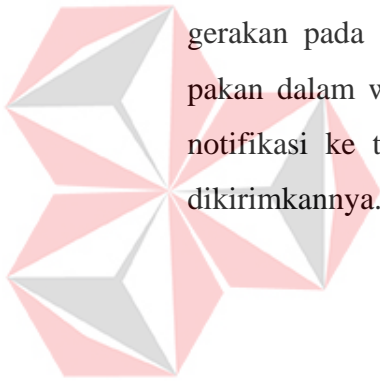 gerakan pada
pakan dalam
notifikasi ke
dikirimkannya.